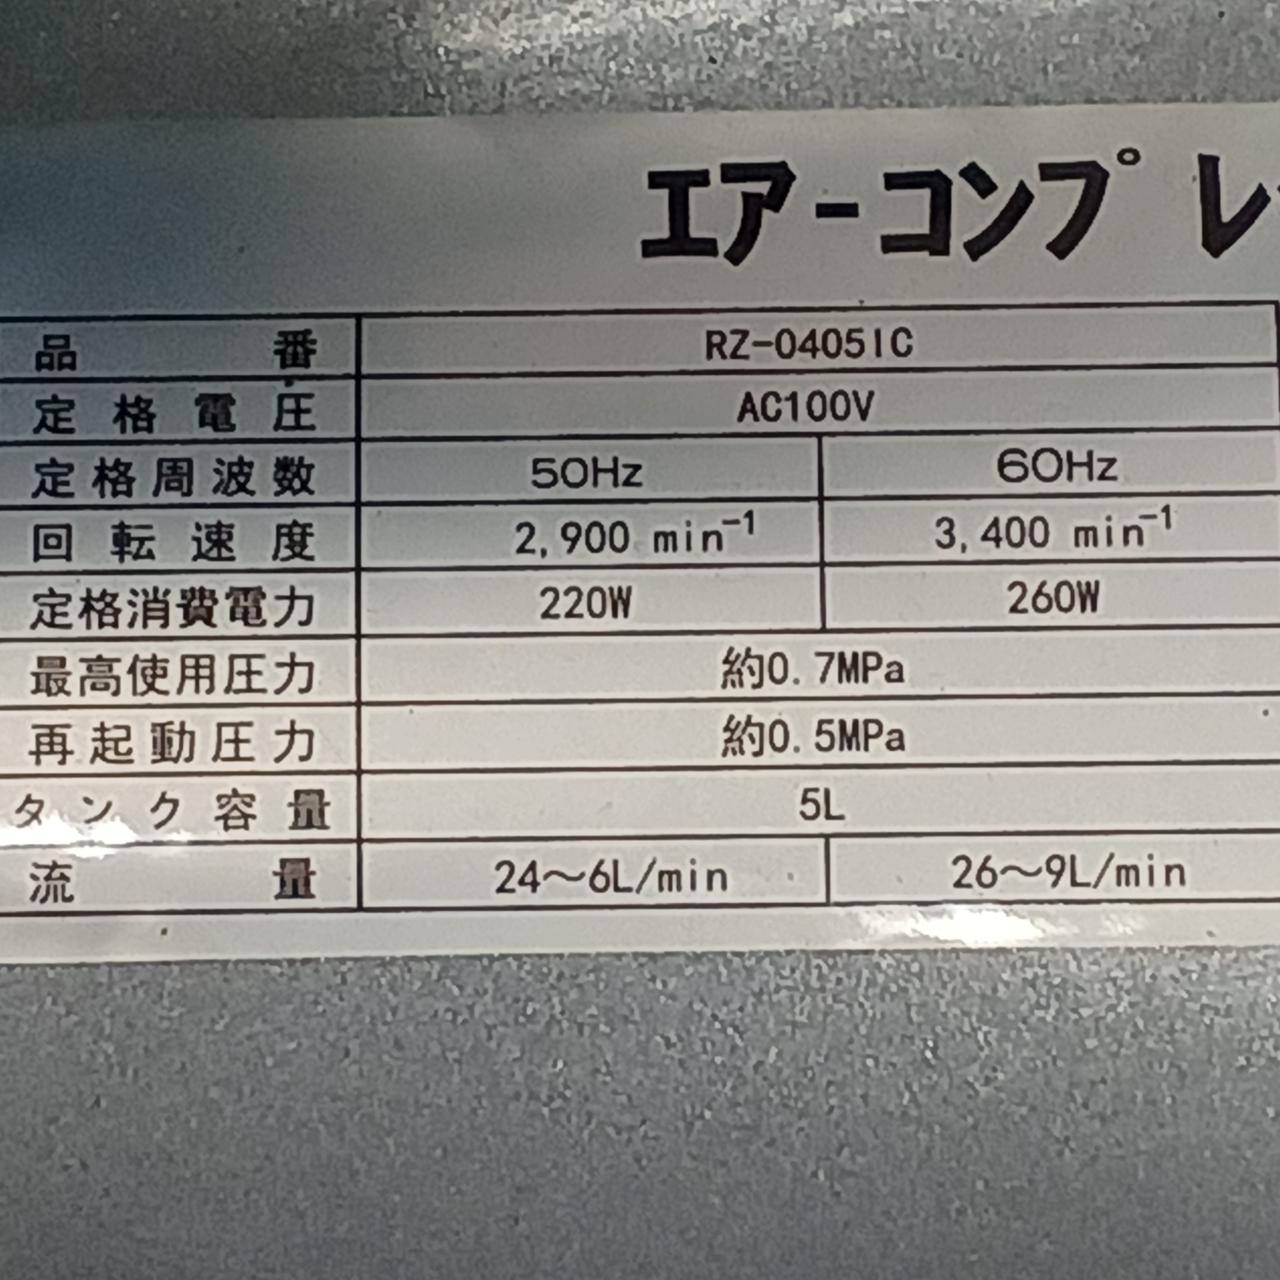 エアーコンプレ
品番 RZ-04051C
定格電圧 AC100V
定格周波数 50Hz 60Hz
回転速度 2,900 min⁻¹ 3,400 min⁻¹
定格消費電力 220W 260W
最高使用圧力 約0.7MPa
再起動圧力 約0.5MPa
タンク容量 5L
流量 24～6L/min 26～9L/min